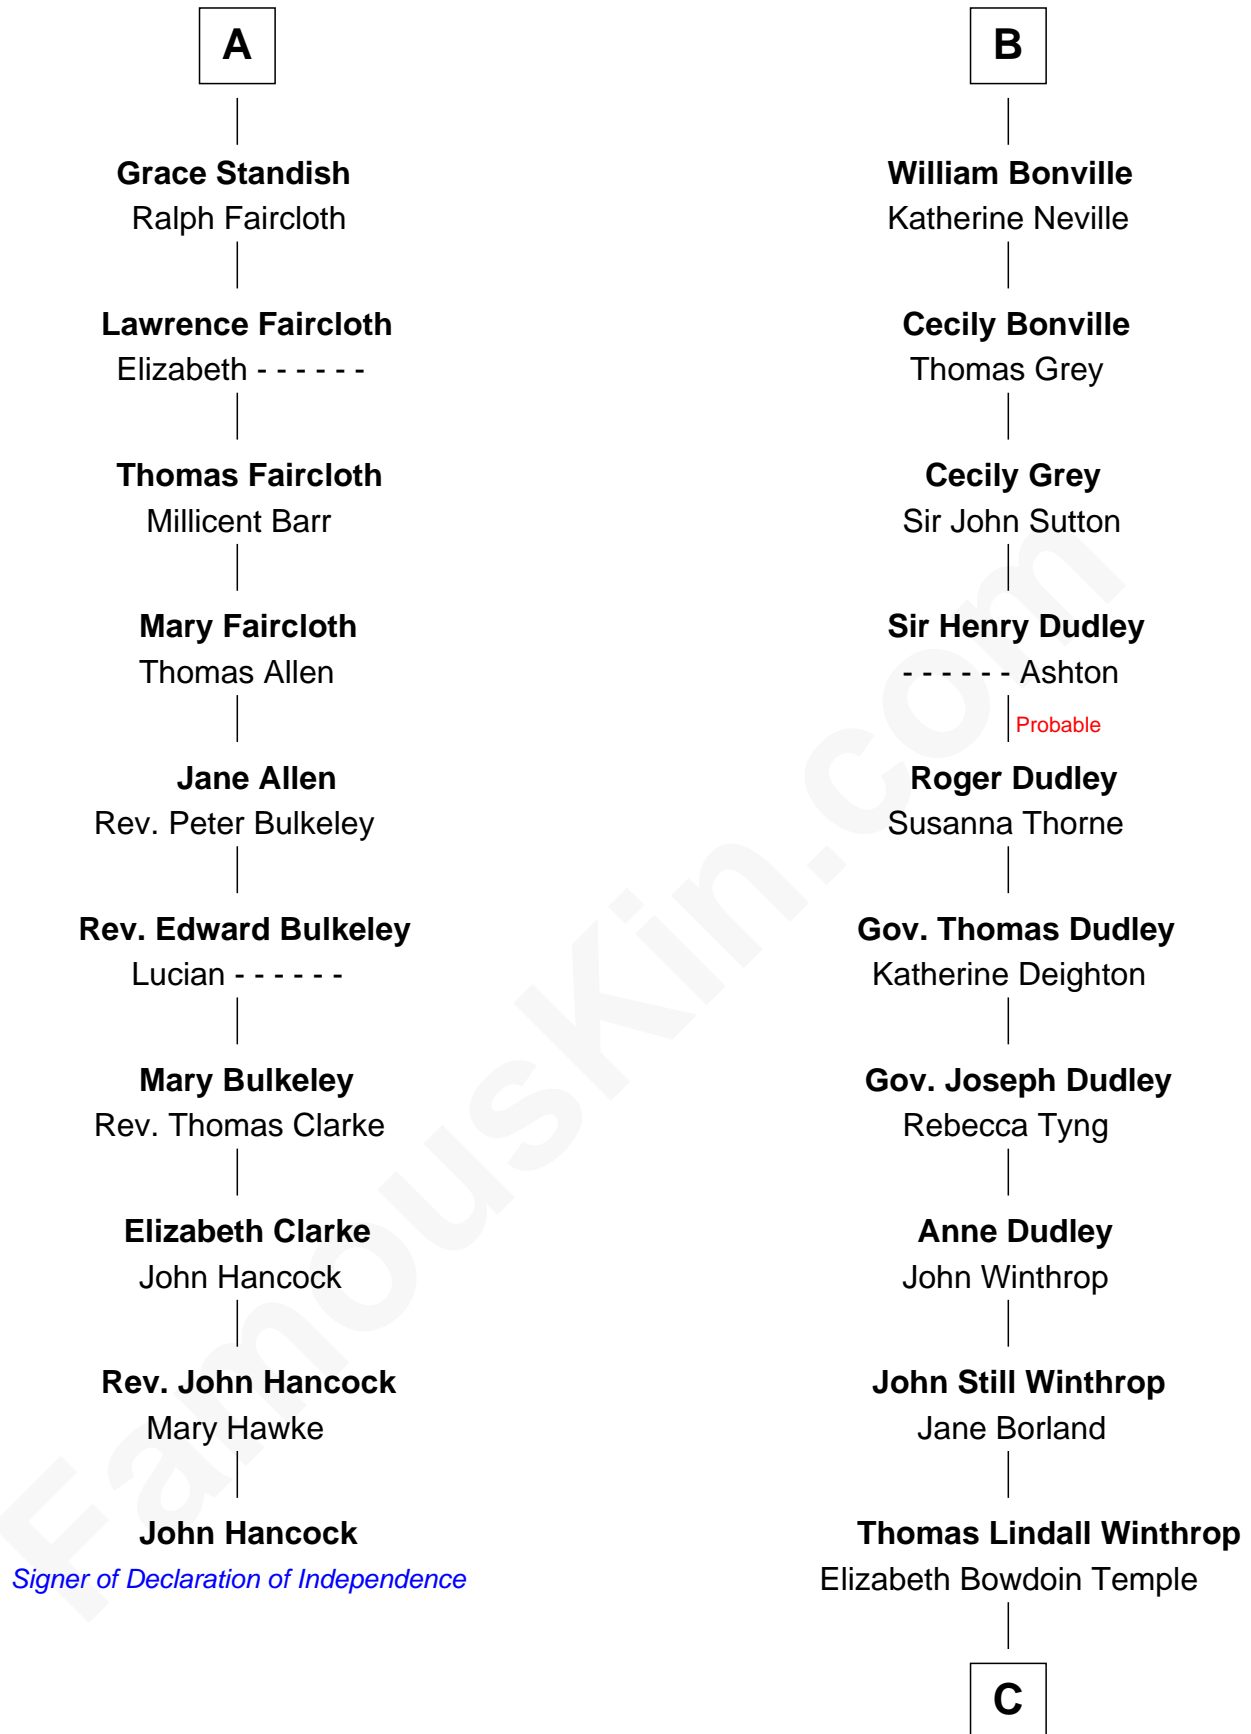 A
Grace Standish
Ralph Faircloth
Lawrence Faircloth
Elizabeth - - - - - -
Thomas Faircloth
Millicent Barr
Mary Faircloth
Thomas Allen
Jane Allen
Rev. Peter Bulkeley
Rev. Edward Bulkeley
Lucian - - - - - -
Mary Bulkeley
Rev. Thomas Clarke
Elizabeth Clarke
John Hancock
Rev. John Hancock
Mary Hawke
John Hancock
Signer of Declaration of Independence
B
William Bonville
Katherine Neville
Cecily Bonville
Thomas Grey
Cecily Grey
Sir John Sutton
Sir Henry Dudley
- - - - - - Ashton
Probable
Roger Dudley
Susanna Thorne
Gov. Thomas Dudley
Katherine Deighton
Gov. Joseph Dudley
Rebecca Tyng
Anne Dudley
John Winthrop
John Still Winthrop
Jane Borland
Thomas Lindall Winthrop
Elizabeth Bowdoin Temple
C
FamousKin.com